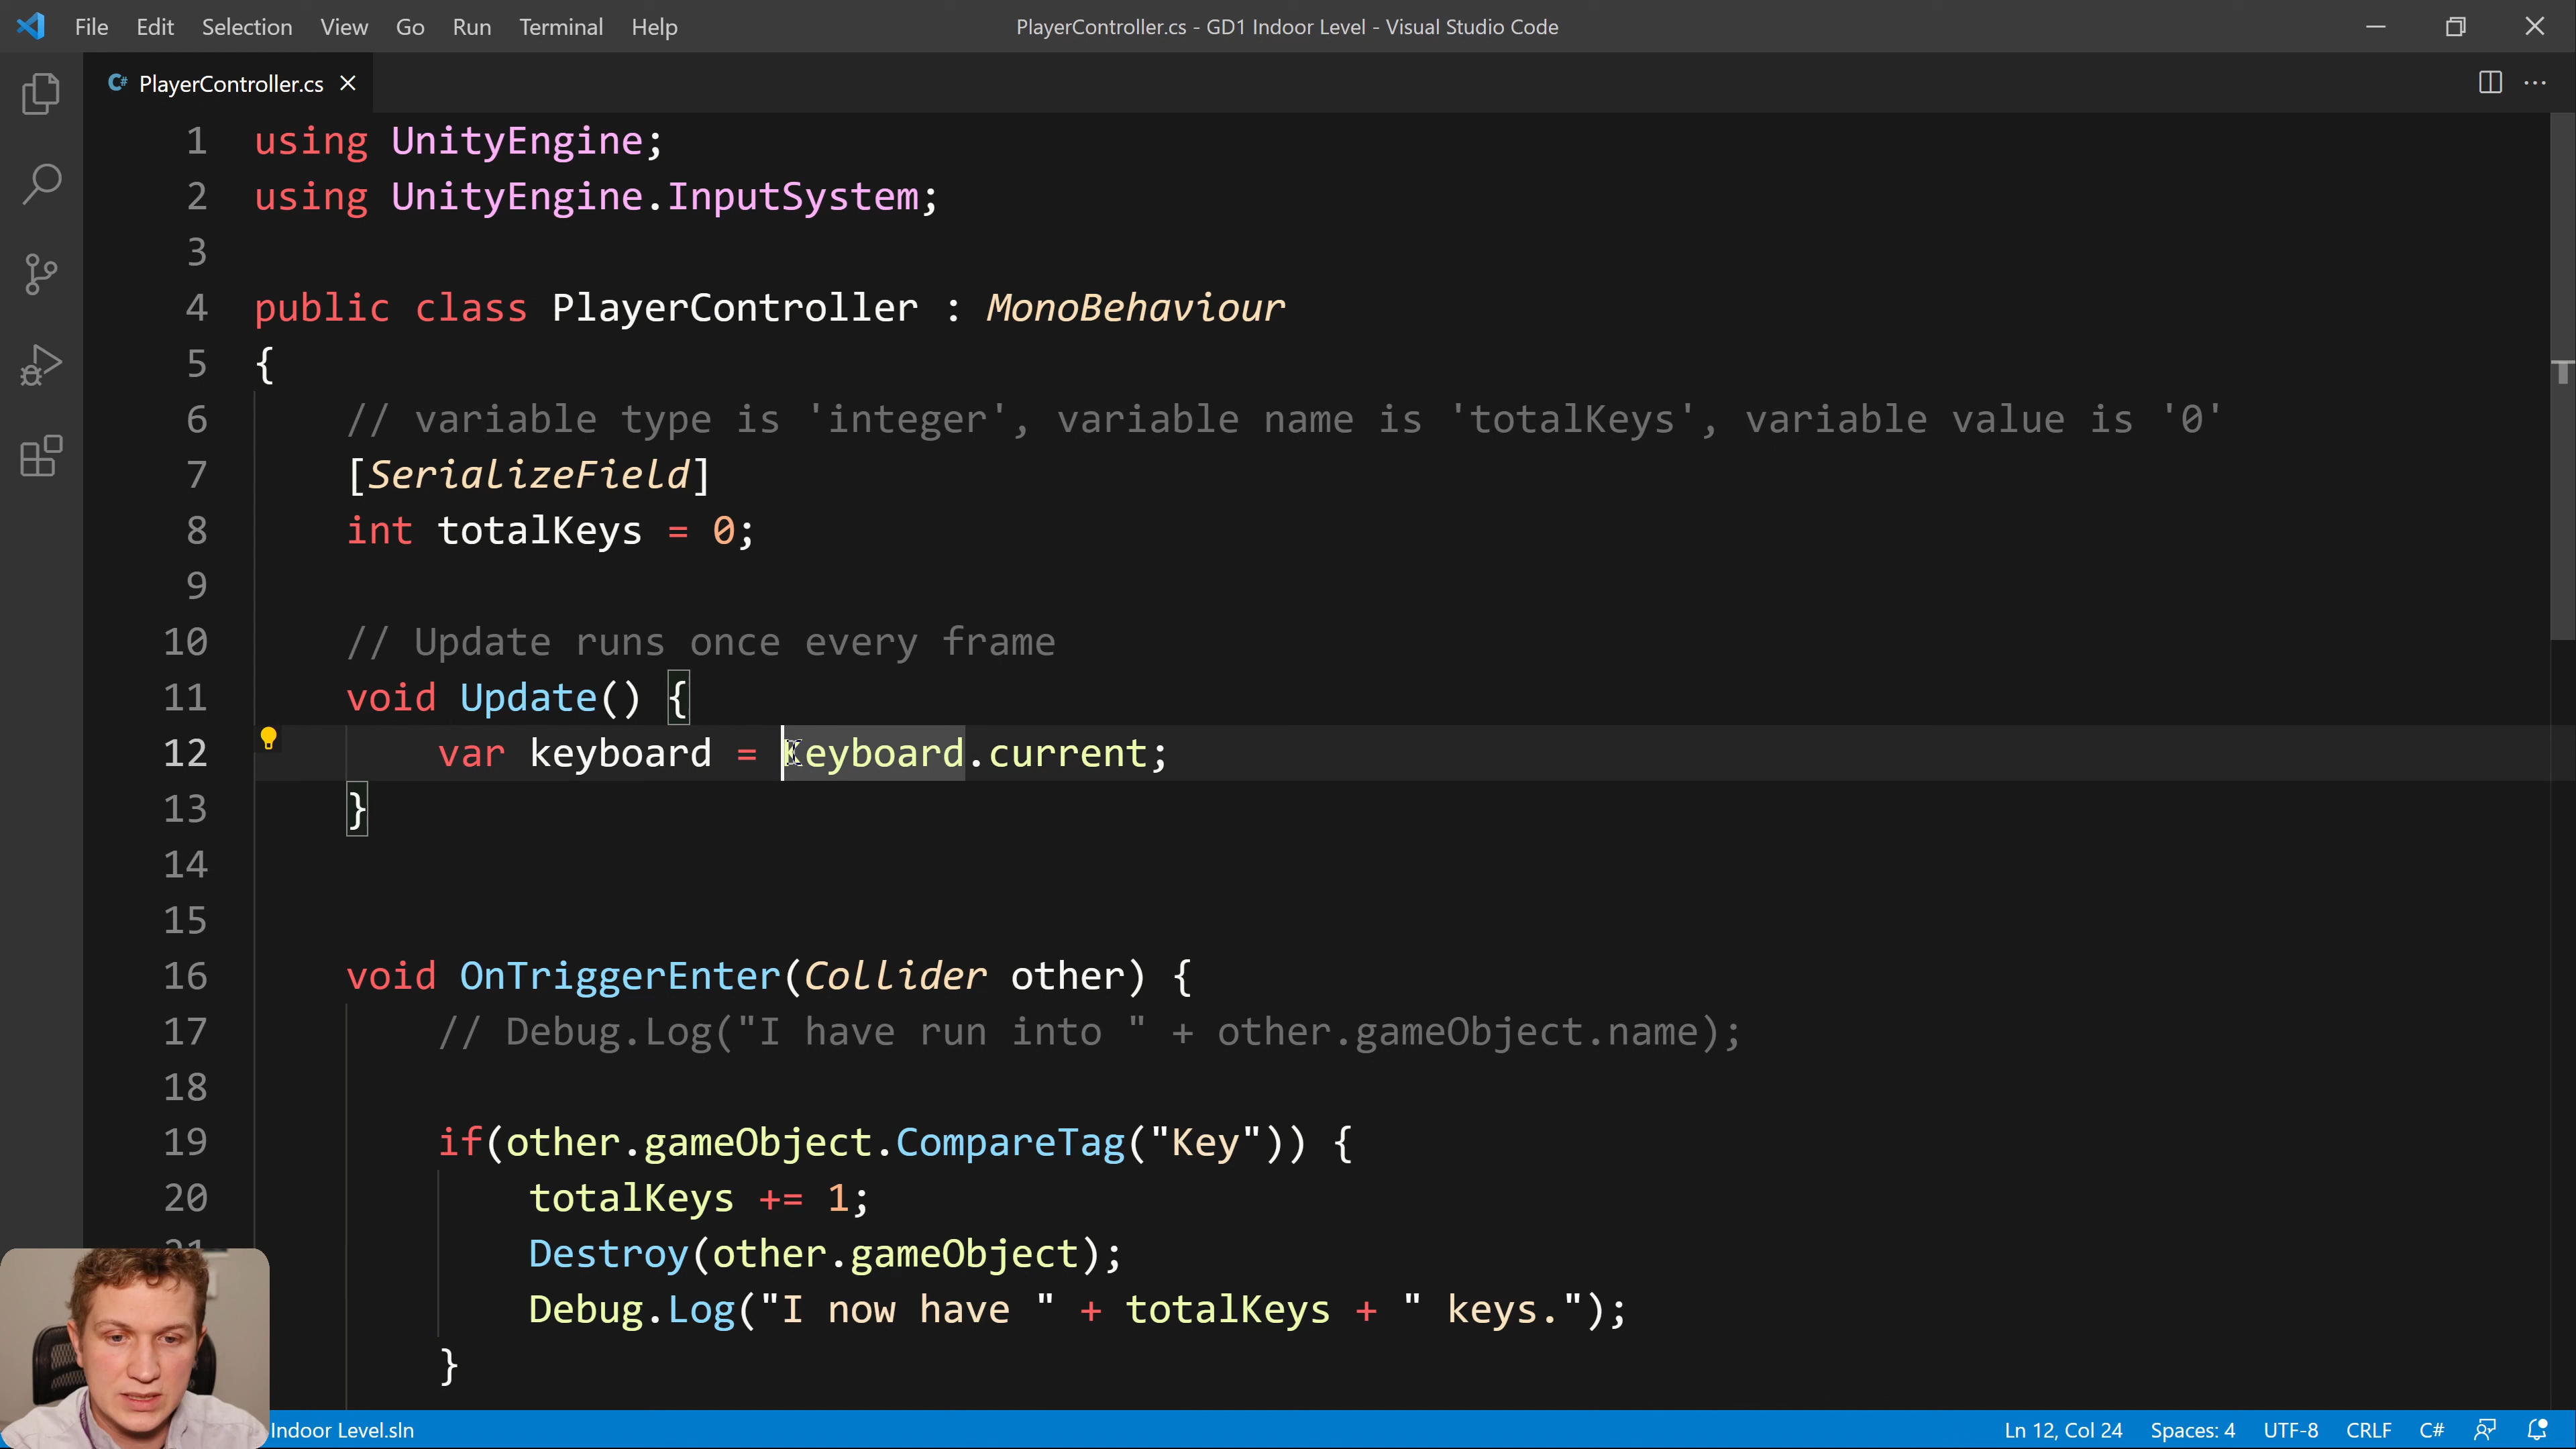 File Edit Selection View Go Run Terminal Help PlayerController.cs - GD1 Indoor Level - Visual Studio Code
C# PlayerController.cs
1 using UnityEngine;
2 using UnityEngine.InputSystem;
3
4 public class PlayerController : MonoBehaviour
5 {
6 // variable type is 'integer', variable name is 'totalKeys', variable value is '0'
7 [SerializeField]
8 int totalKeys = 0;
9
10 // Update runs once every frame
11 void Update() {
12 var keyboard = Keyboard.current;
13 }
14
15
16 void OnTriggerEnter(Collider other) {
17 // Debug.Log("I have run into " + other.gameObject.name);
18
19 if(other.gameObject.CompareTag("Key")) {
20 totalKeys += 1;
21 Destroy(other.gameObject);
Debug.Log("I now have " + totalKeys + " keys.");
}
Indoor Level.sln Ln 12, Col 24 Spaces: 4 UTF-8 CRLF C#